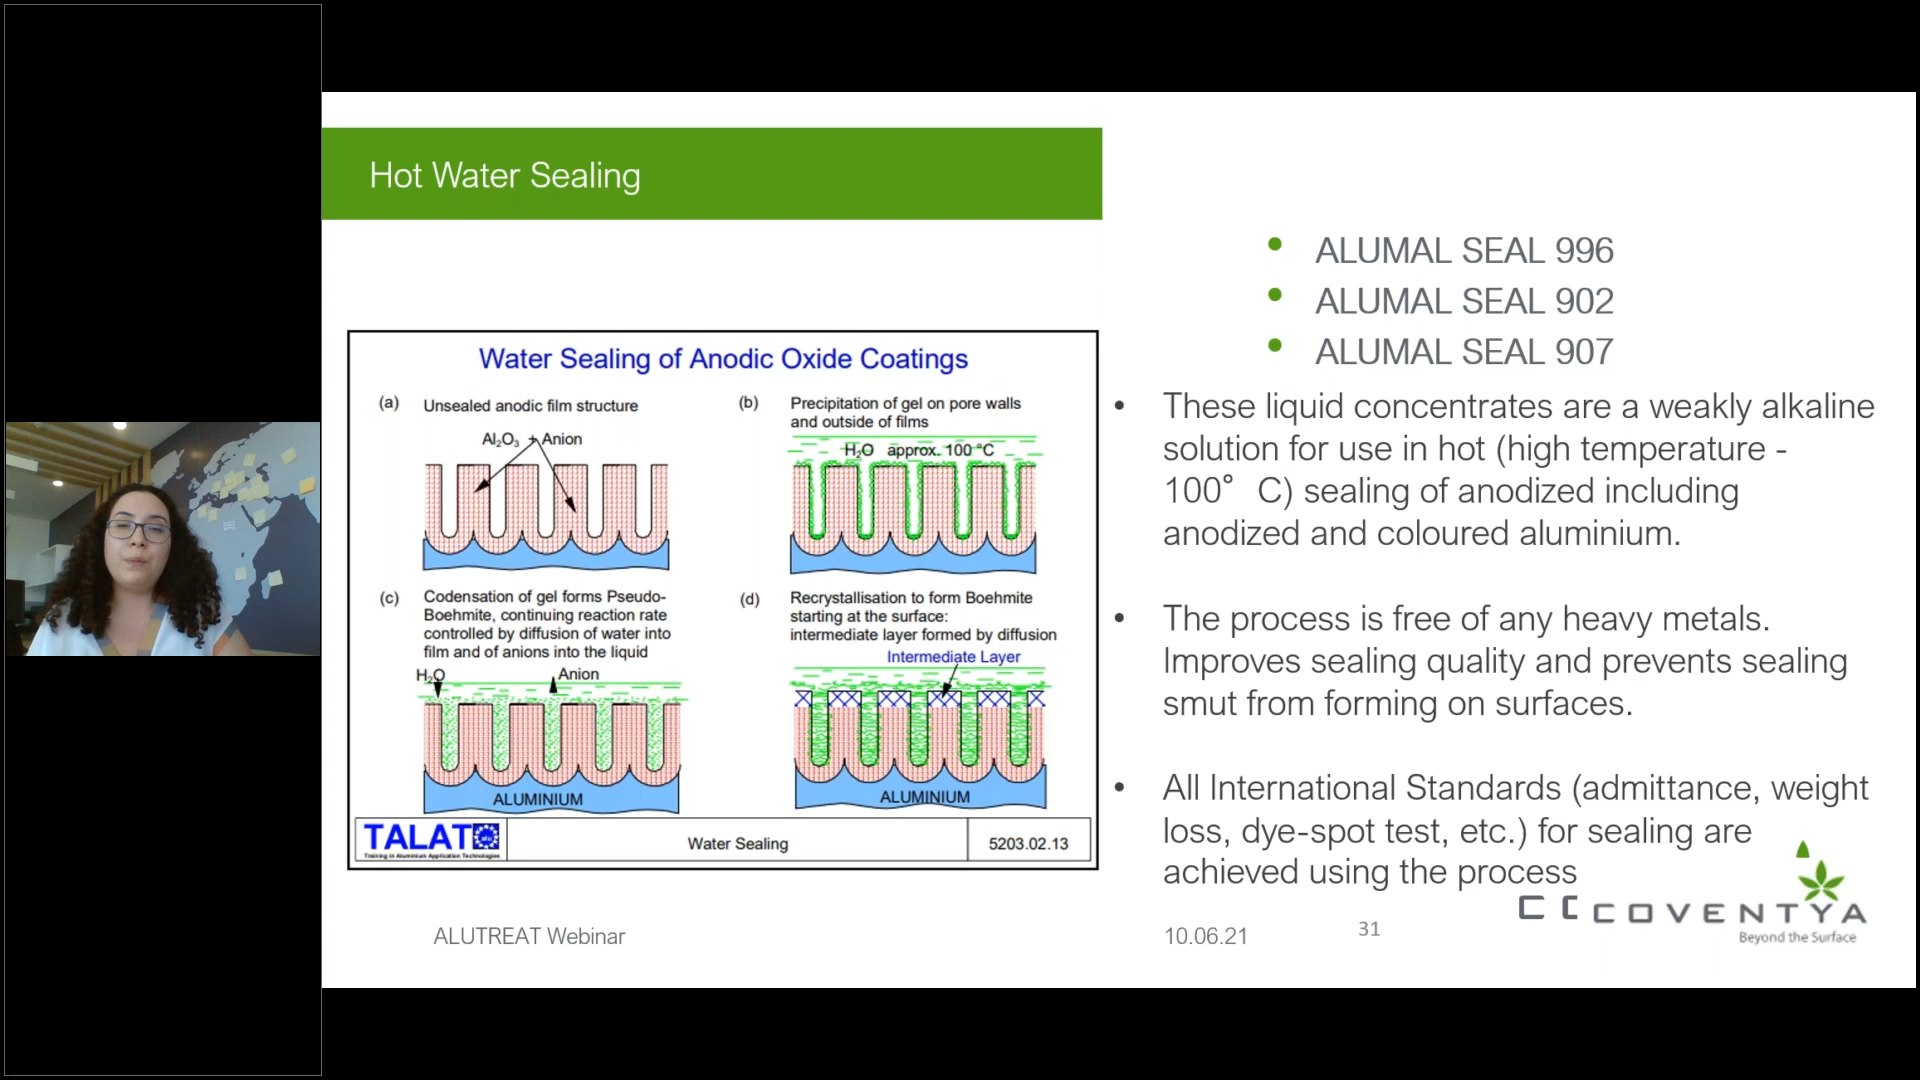 Hot Water Sealing
Water Sealing of Anodic Oxide Coatings
(a) Unsealed anodic film structure
Al₂O₃ + Anion
(b) Precipitation of gel on pore walls
and outside of films
H₂O approx. 100 °C
(c) Codensation of gel forms Pseudo-
Boehmite, continuing reaction rate
controlled by diffusion of water into
film and of anions into the liquid
H₂O Anion
ALUMINIUM
(d) Recrystallisation to form Boehmite
starting at the surface:
intermediate layer formed by diffusion
Intermediate Layer
ALUMINIUM
TALAT
Training in Aluminium Application Technologies
Water Sealing
5203.02.13
• ALUMAL SEAL 996
• ALUMAL SEAL 902
• ALUMAL SEAL 907
• These liquid concentrates are a weakly alkaline
solution for use in hot (high temperature -
100° C) sealing of anodized including
anodized and coloured aluminium.
• The process is free of any heavy metals.
Improves sealing quality and prevents sealing
smut from forming on surfaces.
• All International Standards (admittance, weight
loss, dye-spot test, etc.) for sealing are
achieved using the process
COVENTYA
Beyond the Surface
ALUTREAT Webinar
10.06.21
31